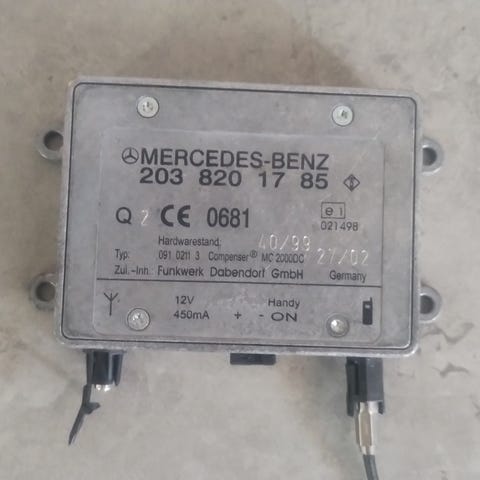 MERCEDES-BENZ
203 820 17 85
Q 2 CE 0681 e1
021498
Hardwarestand: 40/99
Typ: 091 0211 3 Compenser® MC 2000DC 27/02
Zul.-Inh.: Funkwerk Dabendorf GmbH Germany
12V Handy
450mA + - ON